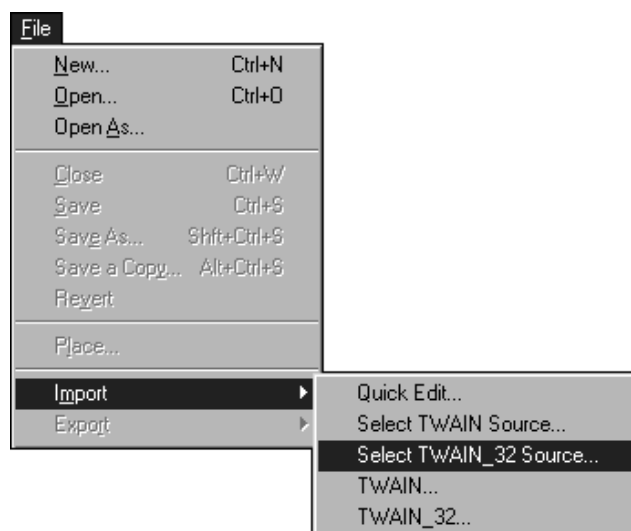 File
New... Ctrl+N
Open... Ctrl+O
Open As...
Close Ctrl+W
Save Ctrl+S
Save As... Shft+Ctrl+S
Save a Copy... Alt+Ctrl+S
Revert
Place...
Import
Export
Quick Edit...
Select TWAIN Source...
Select TWAIN_32 Source...
TWAIN...
TWAIN_32...